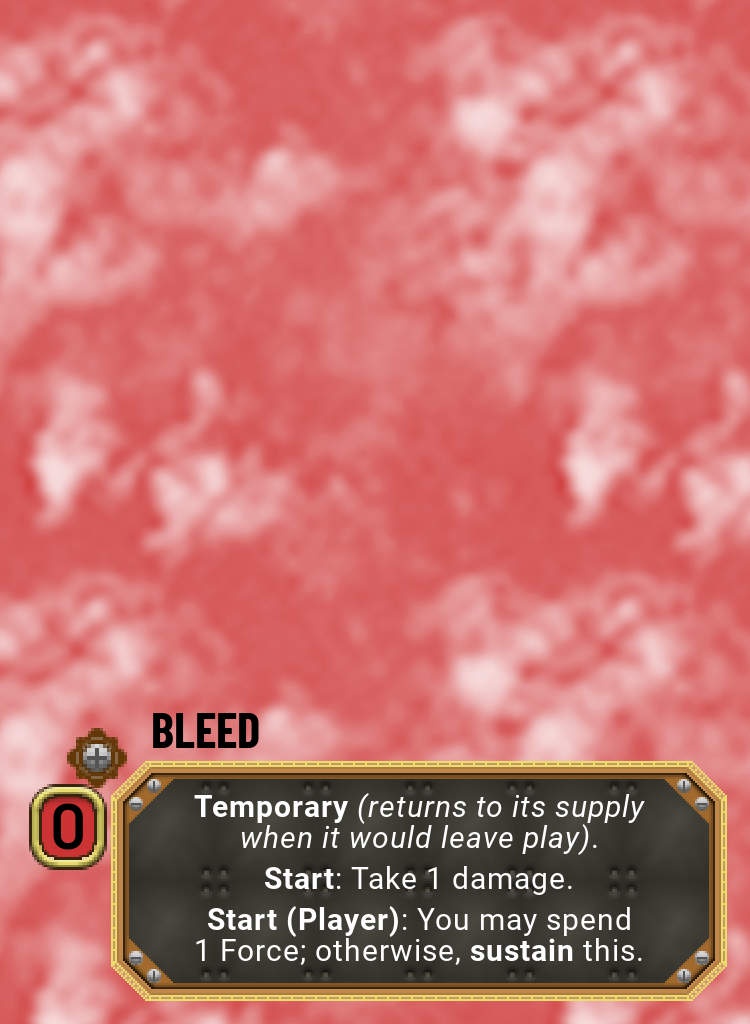 BLEED
0
Temporary (returns to its supply
when it would leave play).
Start: Take 1 damage.
Start (Player): You may spend
1 Force; otherwise, sustain this.